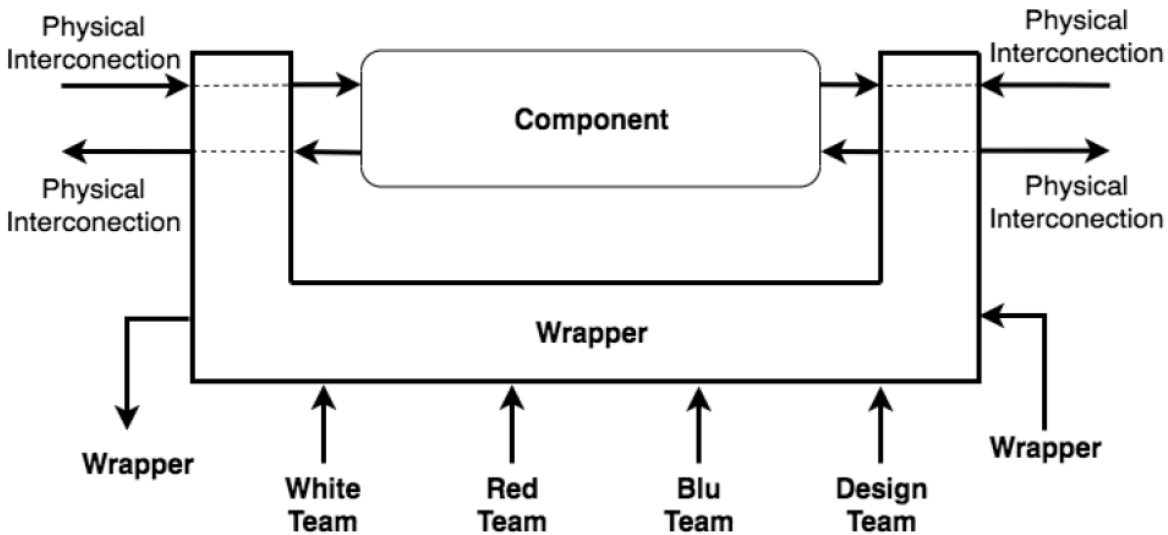 Physical
Interconection
Physical
Interconection
Component
Physical
Interconection
Physical
Interconection
Wrapper
Wrapper
Wrapper
White
Team
Red
Team
Blu
Team
Design
Team